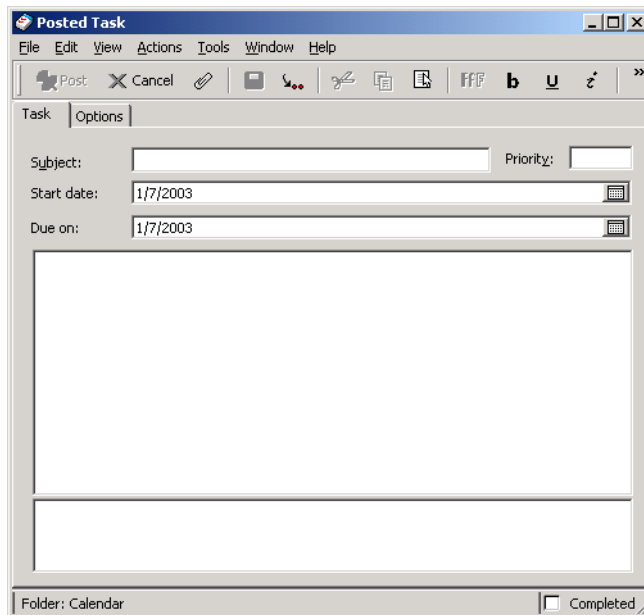 Posted Task
File Edit View Actions Tools Window Help
Post Cancel b u i »
Task Options
Subject: Priority:
Start date: 1/7/2003
Due on: 1/7/2003
Folder: Calendar Completed